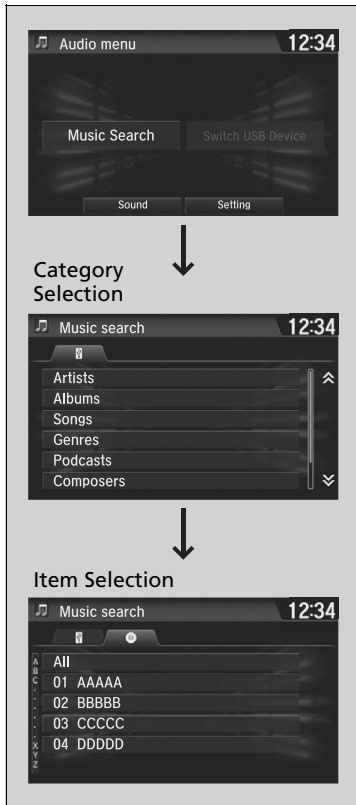 Audio menu 12:34
Music Search Switch USB Device
Sound Setting
Category
Selection
Music search 12:34
Artists
Albums
Songs
Genres
Podcasts
Composers
Item Selection
Music search 12:34
A
B
C
All
01 AAAAA
02 BBBBB
03 CCCCC
04 DDDDD
X
Y
Z